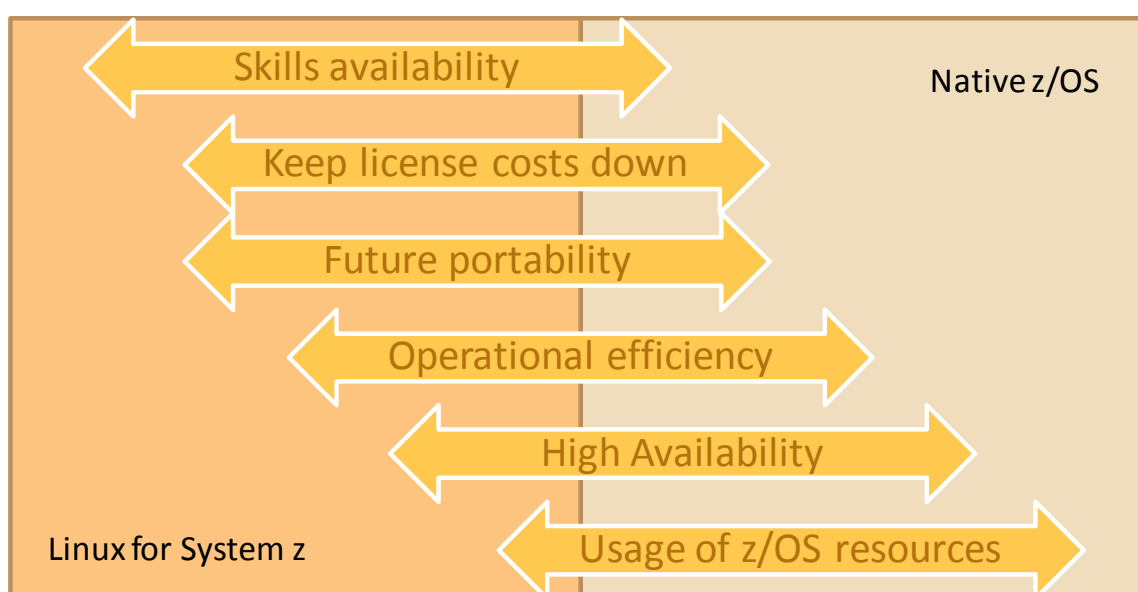 Skills availability
Native z/OS
Keep license costs down
Future portability
Operational efficiency
High Availability
Linux for System z
Usage of z/OS resources